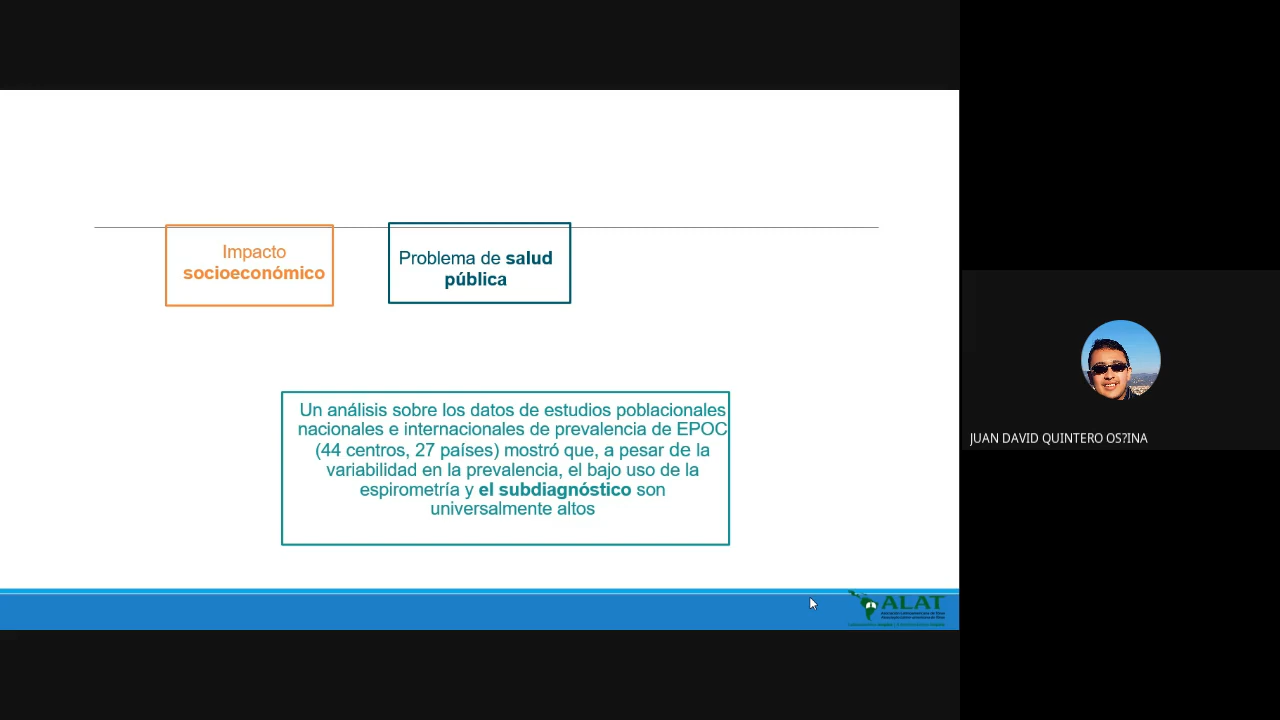 Impacto
socioeconómico
Problema de salud
pública
Un análisis sobre los datos de estudios poblacionales
nacionales e internacionales de prevalencia de EPOC
(44 centros, 27 países) mostró que, a pesar de la
variabilidad en la prevalencia, el bajo uso de la
espirometría y el subdiagnóstico son
universalmente altos
ALAT
JUAN DAVID QUINTERO OS?INA